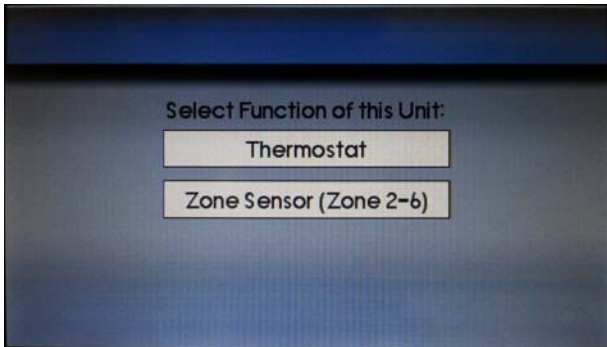 Select Function of this Unit:
Thermostat
Zone Sensor (Zone 2-6)